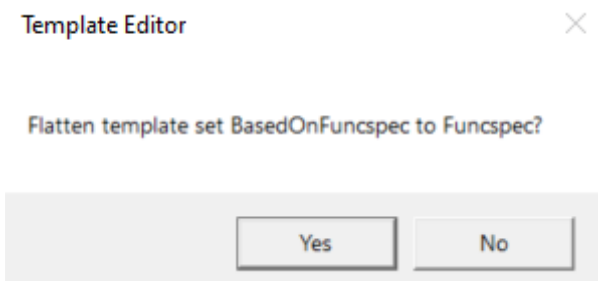 Template Editor
Flatten template set BasedOnFuncspec to Funcspec?
Yes
No